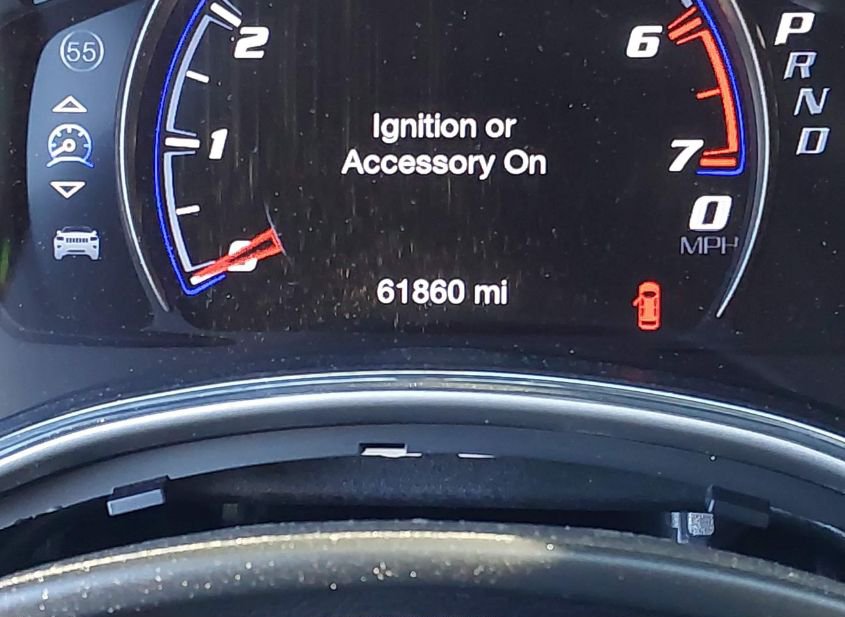 55
2
1
0
Ignition or
Accessory On
61860 mi
6
7
0
MPH
P
R
N
D